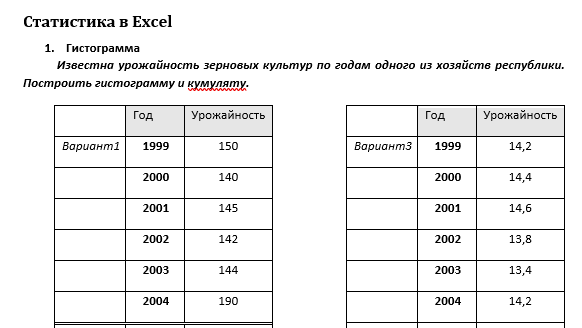 Статистика в Excel
1. Гистограмма
Известна урожайность зерновых культур по годам одного из хозяйств республики.
Построить гистограмму и кумуляту.
Год Урожайность
Вариант1 1999 150
2000 140
2001 145
2002 142
2003 144
2004 190
Год Урожайность
Вариант3 1999 14,2
2000 14,4
2001 14,6
2002 13,8
2003 13,4
2004 14,2